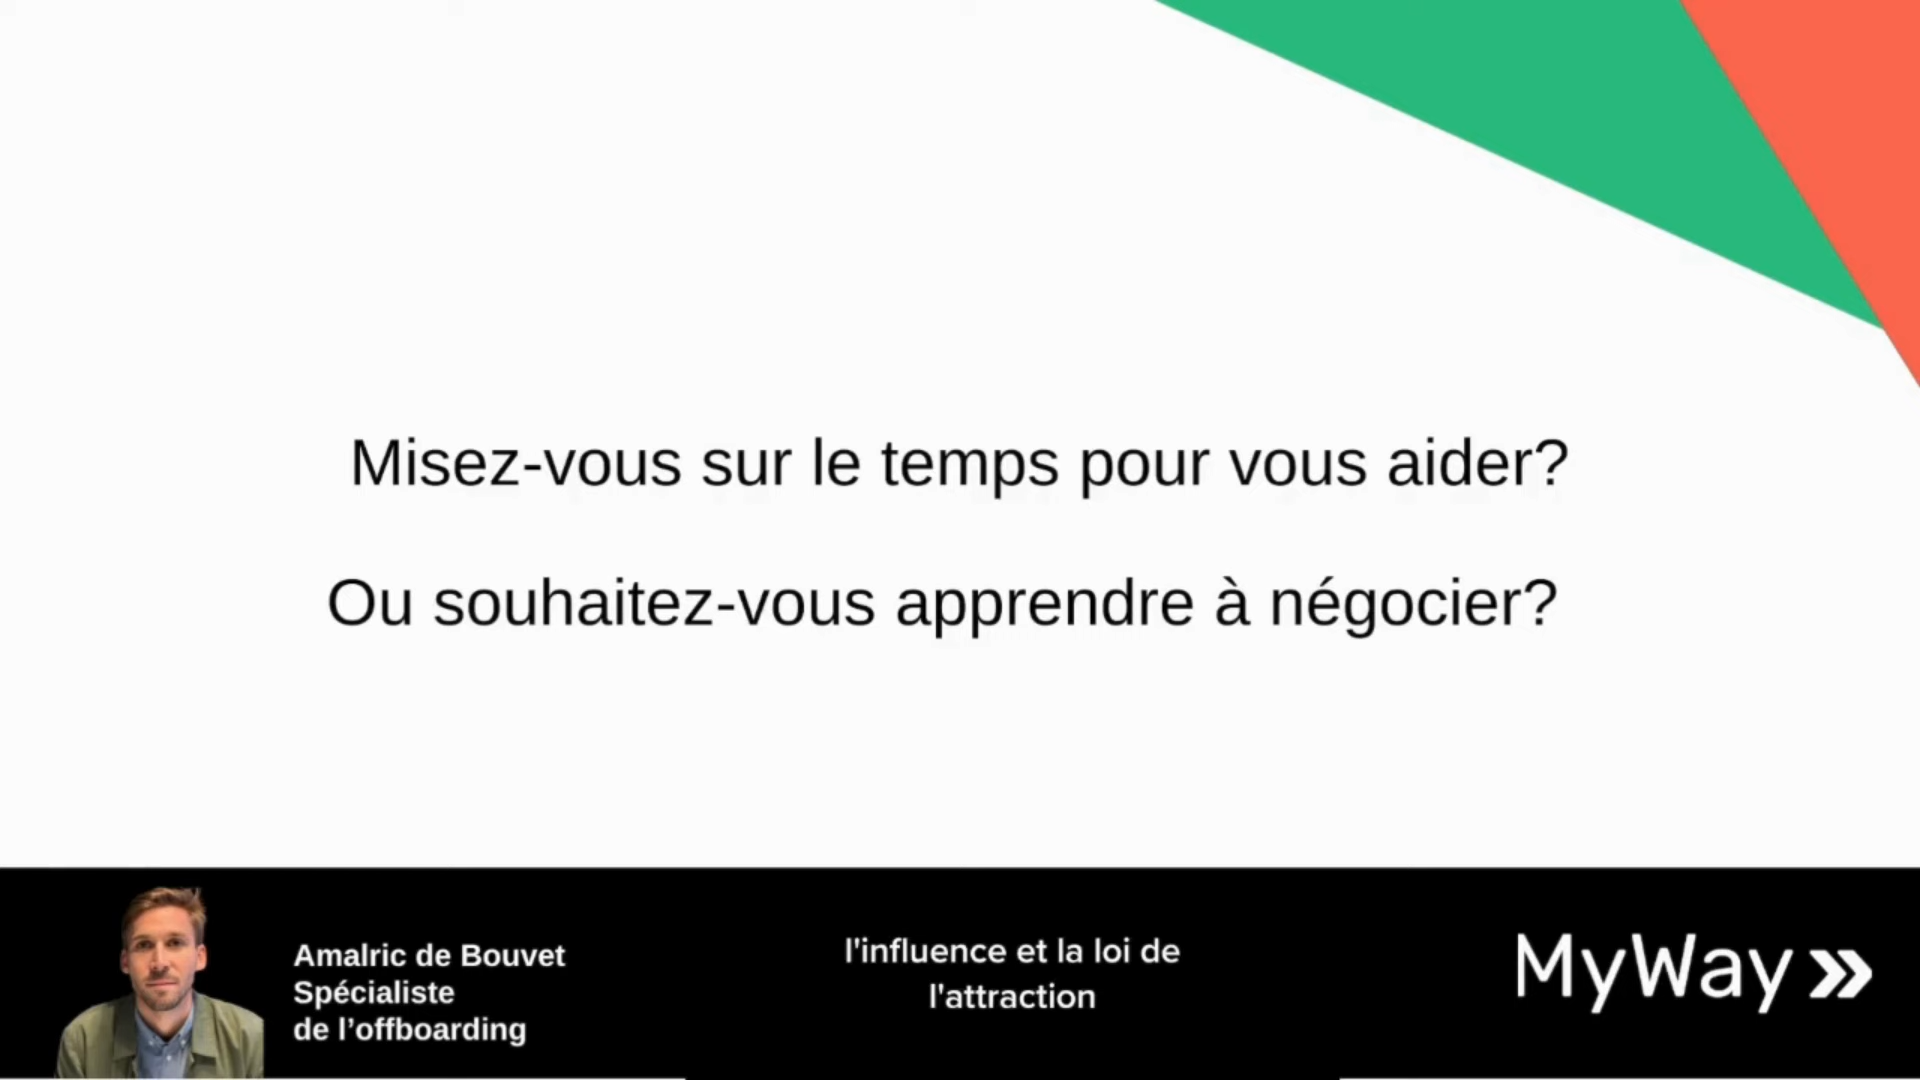 Misez-vous sur le temps pour vous aider?
Ou souhaitez-vous apprendre à négocier?
Amalric de Bouvet
Spécialiste
de l’offboarding
l'influence et la loi de
l'attraction
MyWay